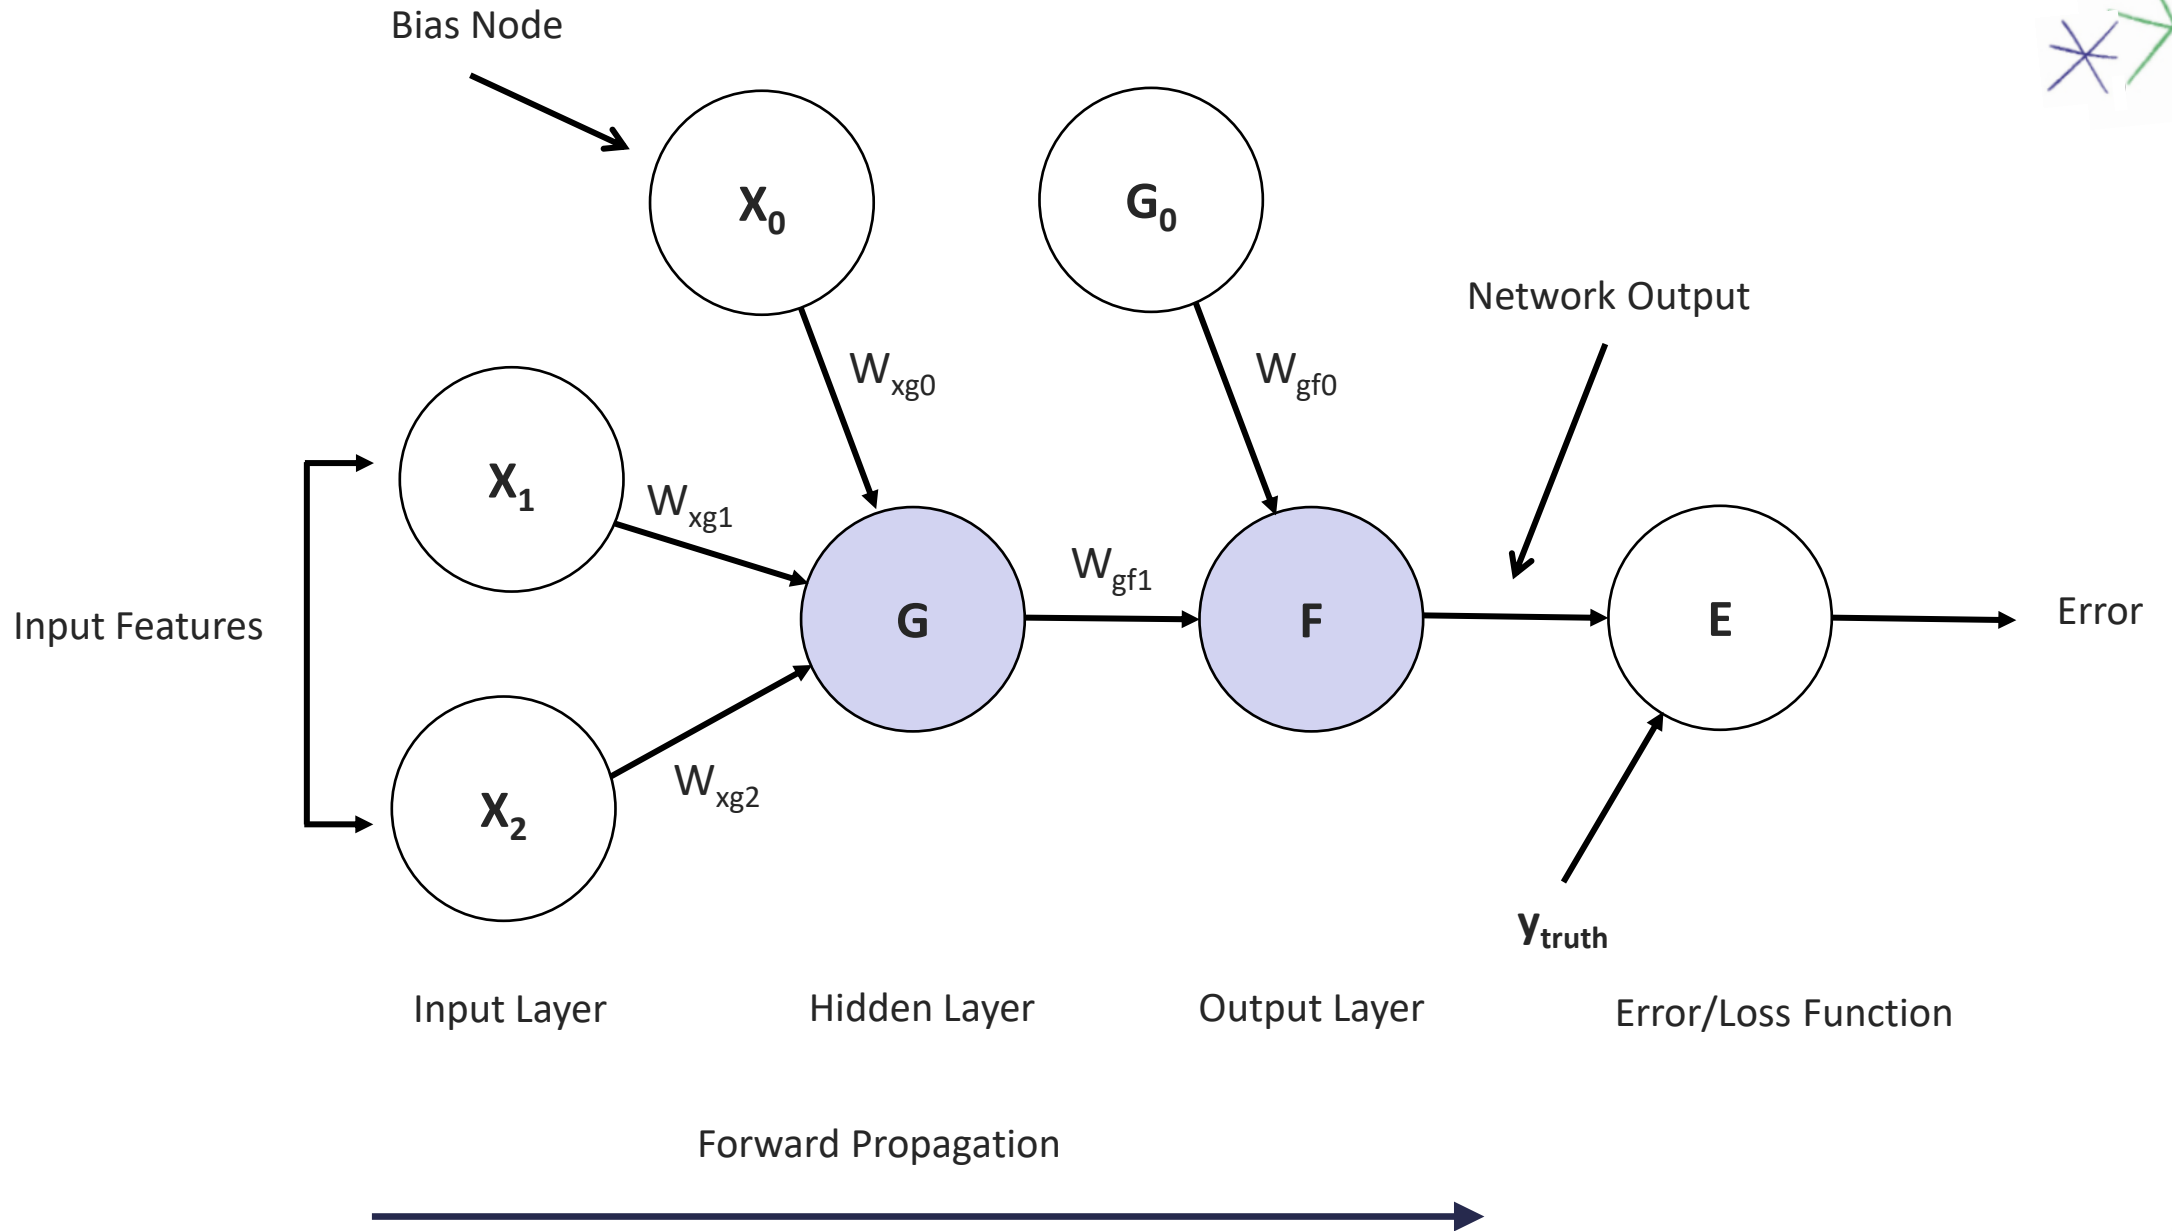 Bias Node
X0
G0
Network Output
Wxg0
Wgf0
X1
Wxg1
Wgf1
Input Features
G
F
E
Error
X2
Wxg2
ytruth
Input Layer
Hidden Layer
Output Layer
Error/Loss Function
Forward Propagation